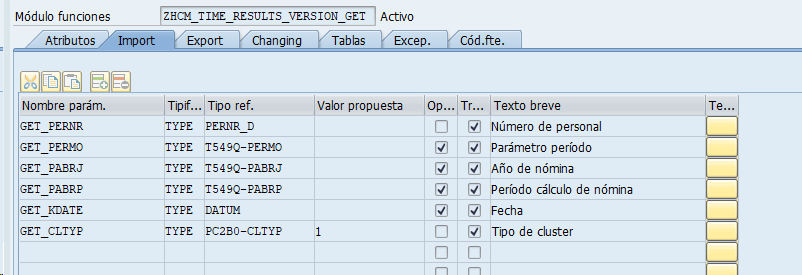 Módulo funciones ZHCM_TIME_RESULTS_VERSION_GET Activo
Atributos Import Export Changing Tablas Excep. Cód.fte.
Nombre parám. Tipif... Tipo ref. Valor propuesta Op... Tr... Texto breve Te...
GET_PERNR TYPE PERNR_D Número de personal
GET_PERMO TYPE T549Q-PERMO Parámetro período
GET_PABRJ TYPE T549Q-PABRJ Año de nómina
GET_PABRP TYPE T549Q-PABRP Período cálculo de nómina
GET_KDATE TYPE DATUM Fecha
GET_CLTYP TYPE PC2B0-CLTYP 1 Tipo de cluster